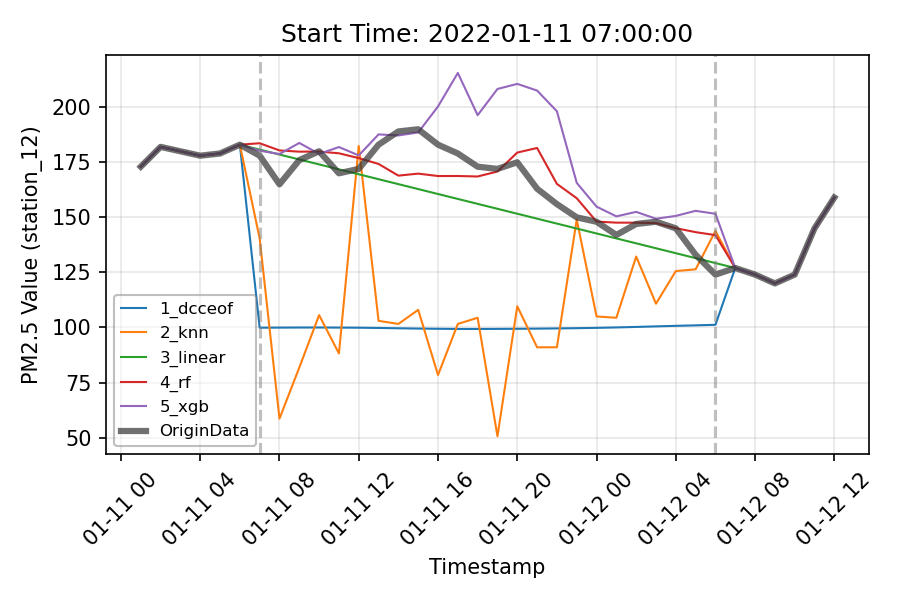 Start Time: 2022-01-11 07:00:00
PM2.5 Value (station_12)
200
175
150
125
100
75
50
1_dcceof
2_knn
3_linear
4_rf
5_xgb
OriginData
01-11 00
01-11 04
01-11 08
01-11 12
01-11 16
01-11 20
01-12 00
01-12 04
01-12 08
01-12 12
Timestamp